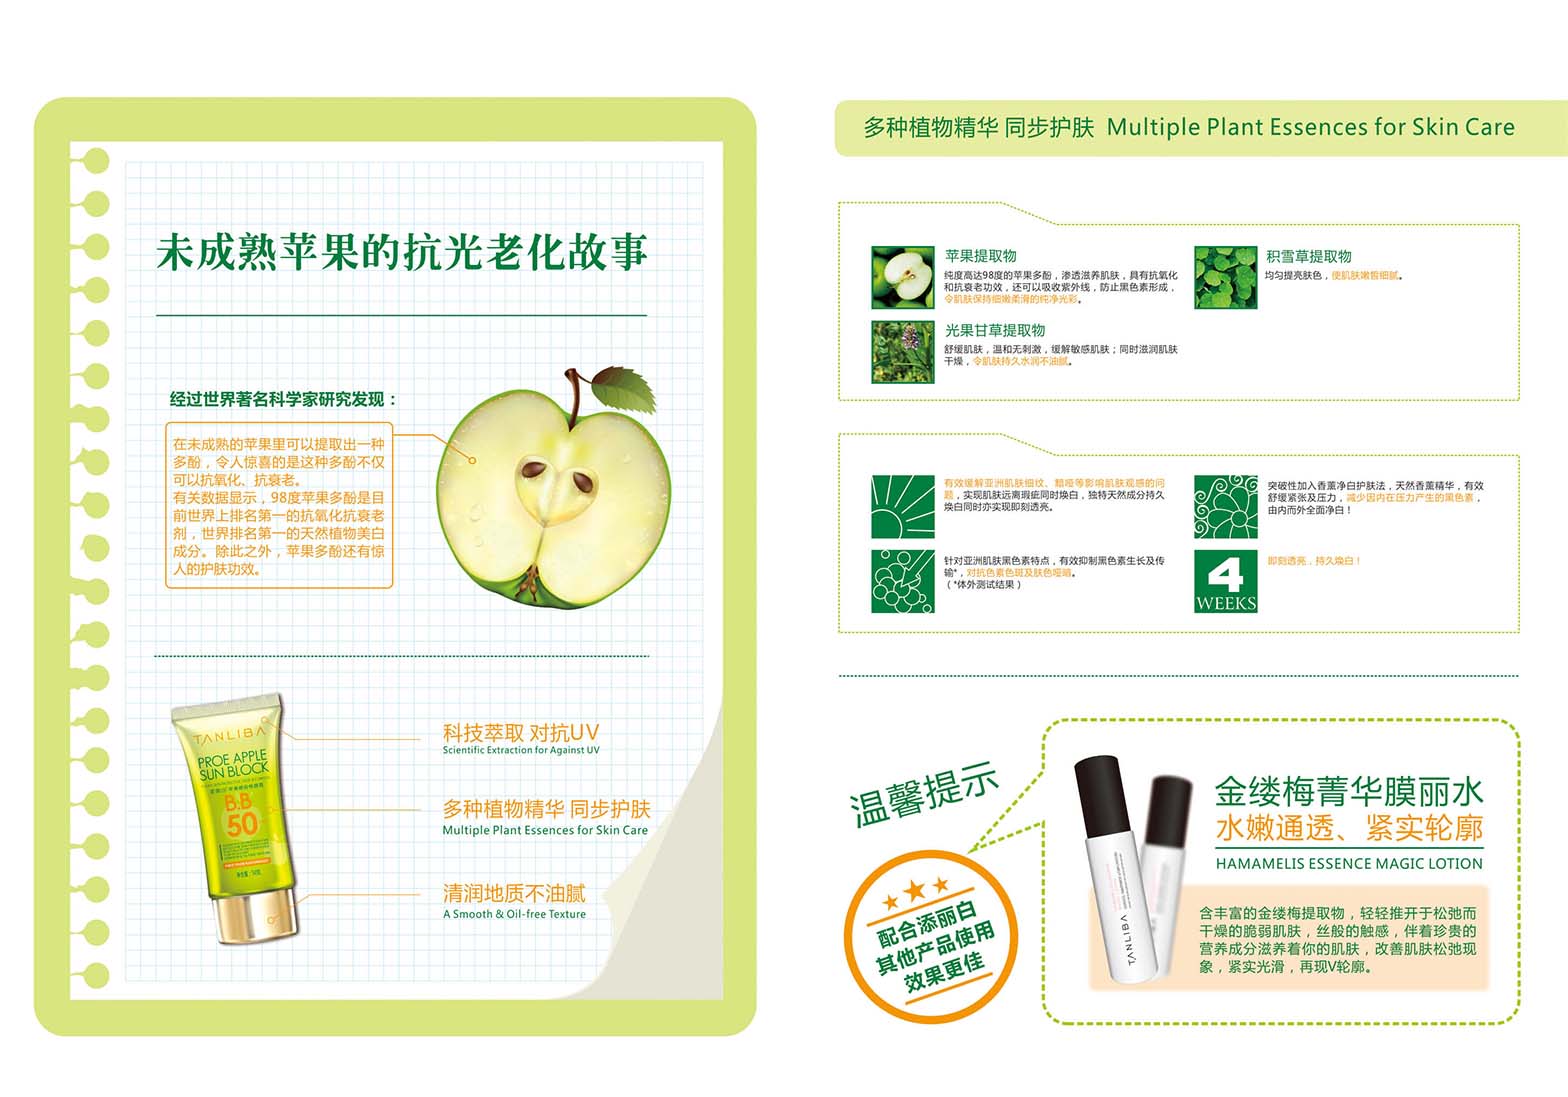 未成熟苹果的抗光老化故事
经过世界著名科学家研究发现：
在未成熟的苹果里可以提取出一种
多酚，令人惊喜的是这种多酚不仅
可以抗氧化、抗衰老。
有关数据显示，98度苹果多酚是目
前世界上排名第一的抗氧化抗衰老
剂，世界排名第一的天然植物美白
成分。除此之外，苹果多酚还有惊
人的护肤功效。
TANLIBA
PROE APPLE
SUN BLOCK
B.B
50
科技萃取 对抗UV
Scientific Extraction for Against UV
多种植物精华 同步护肤
Multiple Plant Essences for Skin Care
清润地质不油腻
A Smooth & Oil-free Texture
多种植物精华 同步护肤 Multiple Plant Essences for Skin Care
苹果提取物
纯度高达98度的苹果多酚，渗透滋养肌肤，具有抗氧化
和抗衰老功效，还可以吸收紫外线，防止黑色素形成，
令肌肤保持细嫩柔滑的纯净光彩。
积雪草提取物
均匀提亮肤色，使肌肤嫩皙细腻。
光果甘草提取物
舒缓肌肤，温和无刺激，缓解敏感肌肤；同时滋润肌肤
干燥，令肌肤持久水润不油腻。
有效缓解亚洲肌肤细纹、黯哑等影响肌肤观感的问
题，实现肌肤远离瑕疵同时焕白，独特天然成分持久
焕白同时亦实现即刻透亮。
突破性加入香薰净白护肤法，天然香薰精华，有效
舒缓紧张及压力，减少因内在压力产生的黑色素，
由内而外全面净白！
针对亚洲肌肤黑色素特点，有效抑制黑色素生长及传
输*，对抗色素色斑及肤色哑暗。
（*体外测试结果）
4
WEEKS
即刻透亮，持久焕白！
温馨提示
配合添丽白
其他产品使用
效果更佳
TANLIBA
金缕梅菁华膜丽水
水嫩通透、紧实轮廓
HAMAMELIS ESSENCE MAGIC LOTION
含丰富的金缕梅提取物，轻轻推开于松弛而
干燥的脆弱肌肤，丝般的触感，伴着珍贵的
营养成分滋养着你的肌肤，改善肌肤松弛现
象，紧实光滑，再现V轮廓。